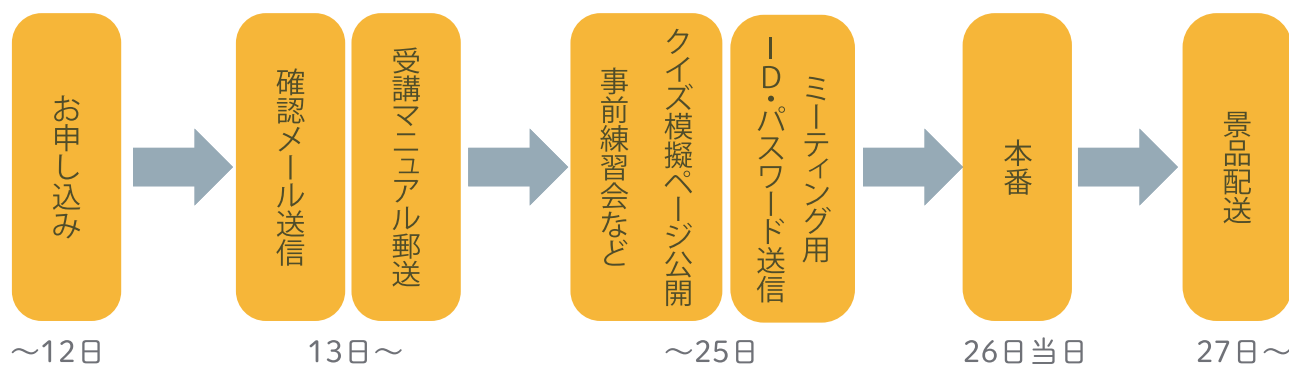 お申し込み
確認メール送信
受講マニュアル郵送
クイズ模擬ページ公開
事前練習会など
ミーティング用
ID・パスワード送信
本番
景品配送
～12日
13日～
～25日
26日当日
27日～